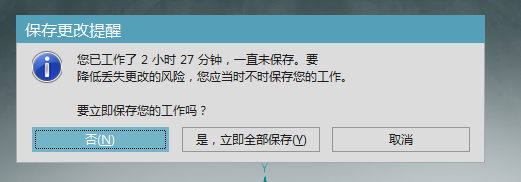 保存更改提醒
您已工作了 2 小时 27 分钟，一直未保存。要
降低丢失更改的风险，您应当时不时保存您的工作。
要立即保存您的工作吗？
否(N)
是，立即全部保存(Y)
取消
Y